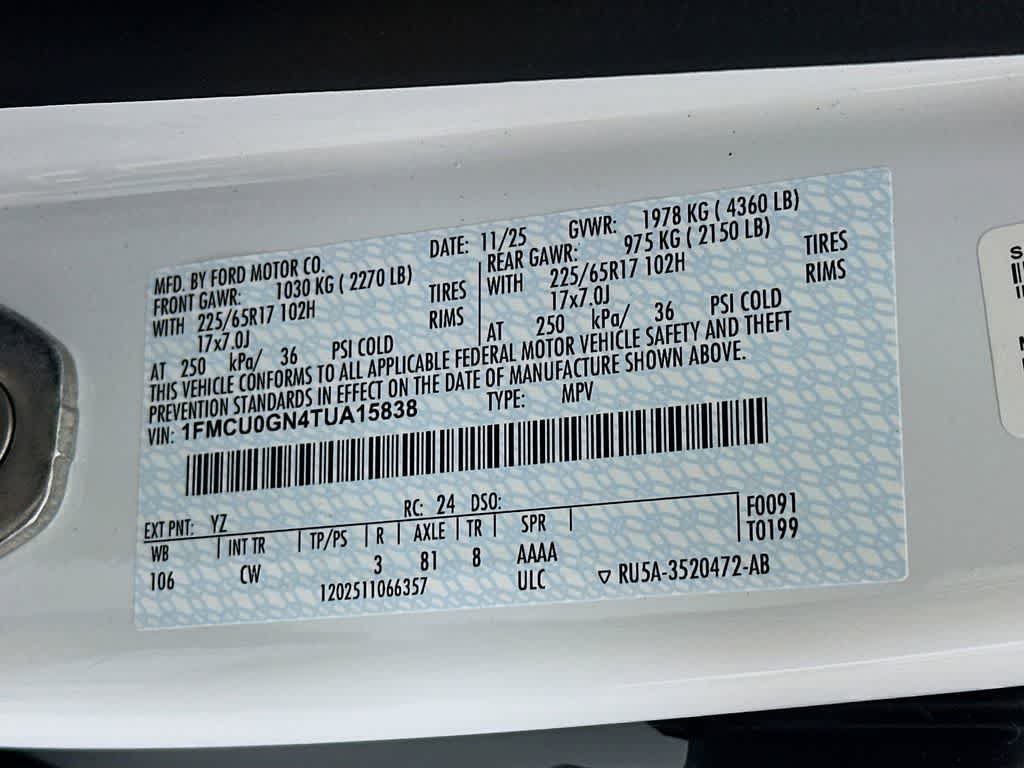 MFD. BY FORD MOTOR CO. DATE: 11/25 GVWR: 1978 KG ( 4360 LB)
FRONT GAWR: 1030 KG ( 2270 LB) REAR GAWR: 975 KG ( 2150 LB)
WITH 225/65R17 102H TIRES WITH 225/65R17 102H TIRES
17x7.0J RIMS 17x7.0J RIMS
AT 250 kPa/ 36 PSI COLD AT 250 kPa/ 36 PSI COLD
THIS VEHICLE CONFORMS TO ALL APPLICABLE FEDERAL MOTOR VEHICLE SAFETY AND THEFT
PREVENTION STANDARDS IN EFFECT ON THE DATE OF MANUFACTURE SHOWN ABOVE.
VIN: 1FMCU0GN4TUA15838 TYPE: MPV
EXT PNT: YZ RC: 24 DSO: F0091
WB INT TR TP/PS R AXLE TR SPR T0199
106 CW 3 81 8 AAAA
1202511066357 ULC ▽ RU5A-3520472-AB